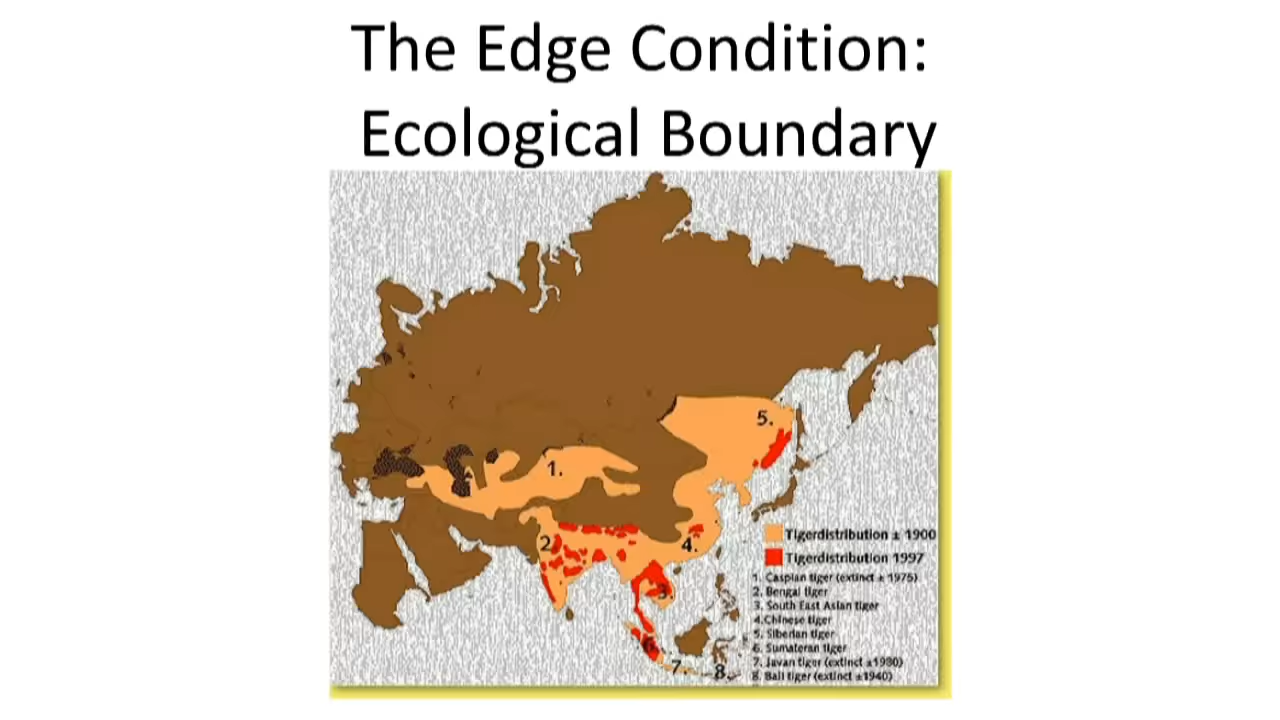 The Edge Condition:
Ecological Boundary
1.
5.
2
4.
3.
6
7.
8.
Tigerdistribution ± 1900
Tigerdistribution 1997
1. Caspian tiger (extinct ± 1975)
2. Bengal tiger
3. South East Asian tiger
4.Chinese tiger
5. Siberian tiger
6. Sumateran tiger
7. Javan tiger (extinct ±1980)
8. Bali tiger (extinct ±1940)